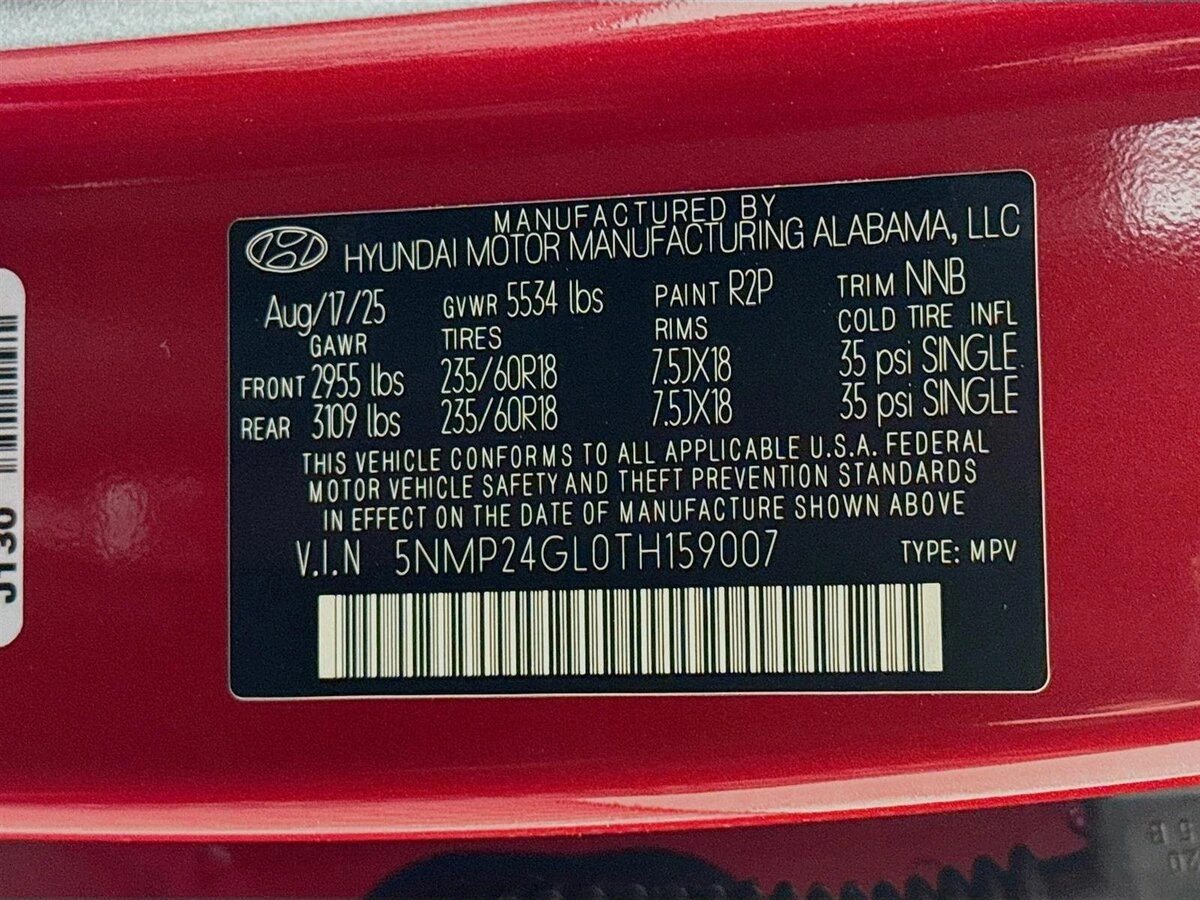 MANUFACTURED BY
HYUNDAI MOTOR MANUFACTURING ALABAMA, LLC
Aug/17/25 GVWR 5534 lbs PAINT R2P TRIM NNB
GAWR TIRES RIMS COLD TIRE INFL
FRONT 2955 lbs 235/60R18 7.5JX18 35 psi SINGLE
REAR 3109 lbs 235/60R18 7.5JX18 35 psi SINGLE
THIS VEHICLE CONFORMS TO ALL APPLICABLE U.S.A. FEDERAL
MOTOR VEHICLE SAFETY AND THEFT PREVENTION STANDARDS
IN EFFECT ON THE DATE OF MANUFACTURE SHOWN ABOVE
V.I.N 5NMP24GL0TH159007 TYPE: MPV